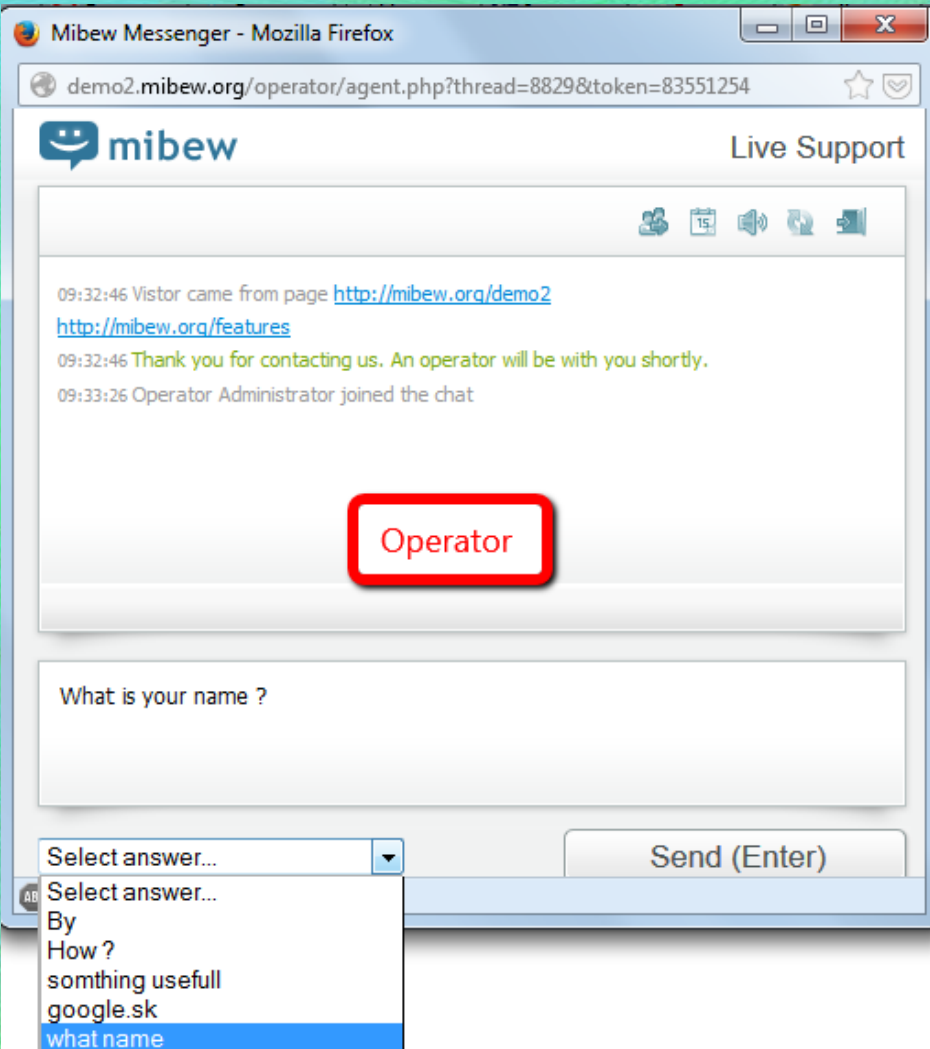 Mibew Messenger - Mozilla Firefox
demo2.mibew.org/operator/agent.php?thread=8829&token=83551254
mibew
Live Support
15
09:32:46 Vistor came from page http://mibew.org/demo2
http://mibew.org/features
09:32:46 Thank you for contacting us. An operator will be with you shortly.
09:33:26 Operator Administrator joined the chat
Operator
What is your name ?
Select answer...
Send (Enter)
Select answer...
By
How ?
somthing usefull
google.sk
what name